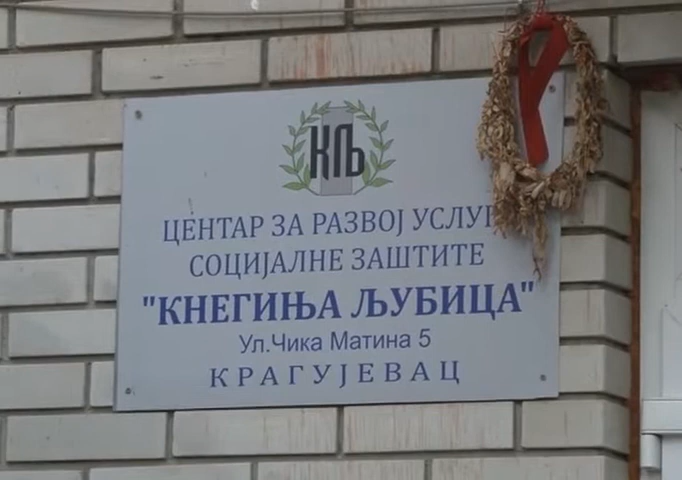 КЉ
ЦЕНТАР ЗА РАЗВОЈ УСЛУГ
СОЦИЈАЛНЕ ЗАШТИТЕ
"КНЕГИЊА ЉУБИЦА"
Ул.Чика Матина 5
КРАГУЈЕВАЦ